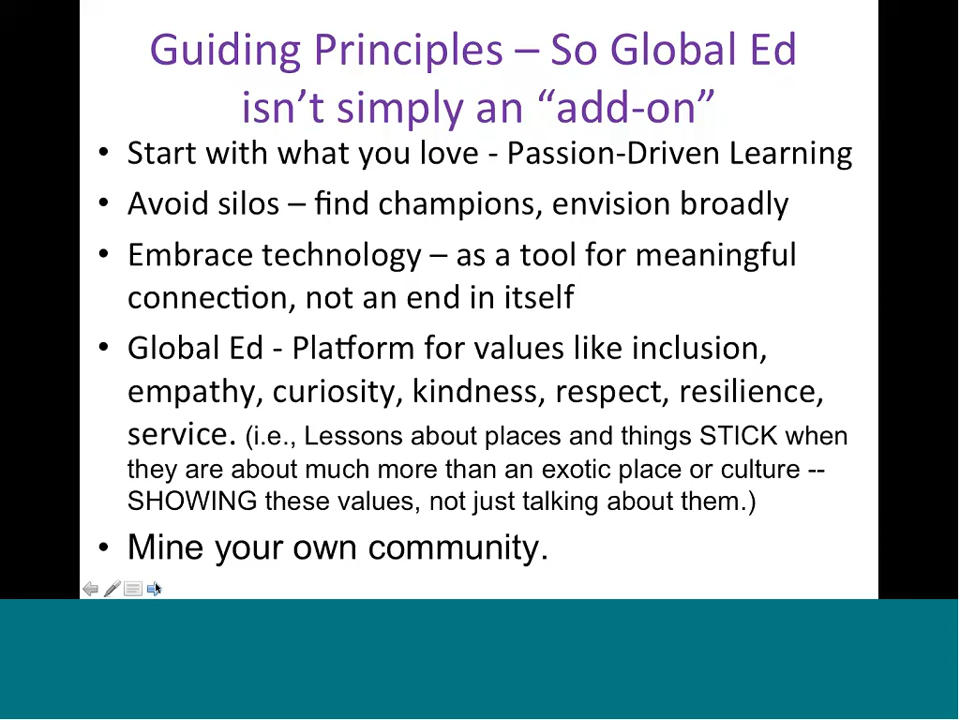 Guiding Principles – So Global Ed
isn’t simply an “add-on”
• Start with what you love - Passion-Driven Learning
• Avoid silos – find champions, envision broadly
• Embrace technology – as a tool for meaningful
connection, not an end in itself
• Global Ed - Platform for values like inclusion,
empathy, curiosity, kindness, respect, resilience,
service. (i.e., Lessons about places and things STICK when
they are about much more than an exotic place or culture --
SHOWING these values, not just talking about them.)
• Mine your own community.